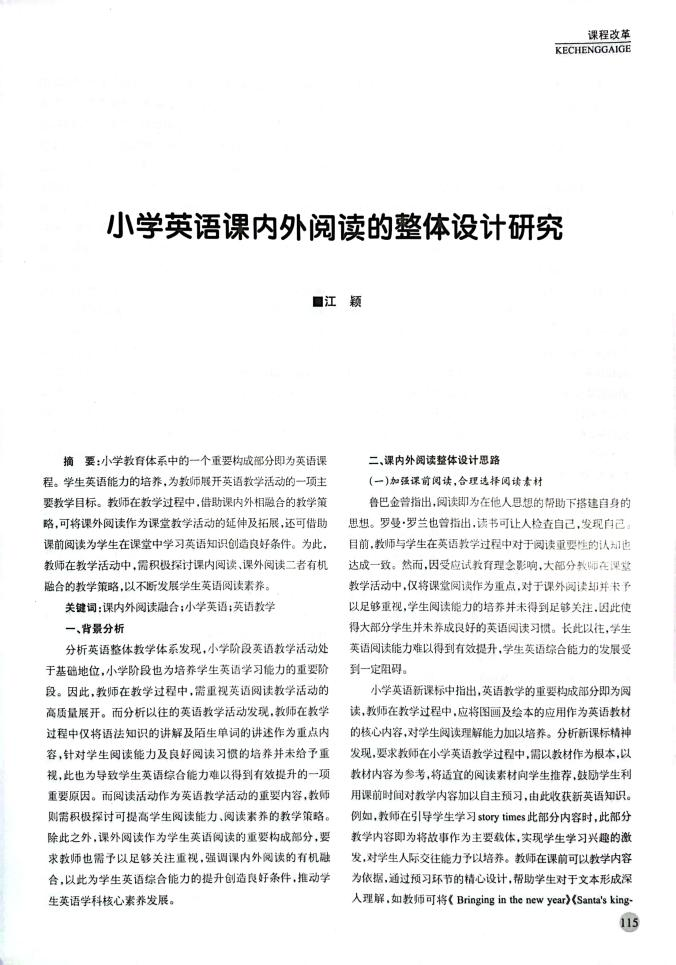 课程改革
KECHENGGAIGE
小学英语课内外阅读的整体设计研究
■江 颖
摘 要:小学教育体系中的一个重要构成部分即为英语课
程。学生英语能力的培养,为教师展开英语教学活动的一项主
要教学目标。教师在教学过程中,借助课内外相融合的教学策
略,可将课外阅读作为课堂教学活动的延伸及拓展,还可借助
课前阅读为学生在课堂中学习英语知识创造良好条件。为此,
教师在教学活动中,需积极探讨课内阅读、课外阅读二者有机
融合的教学策略,以不断发展学生英语阅读素养。
关键词:课内外阅读融合;小学英语;英语教学
一、背景分析
分析英语整体教学体系发现,小学阶段英语教学活动处
于基础地位,小学阶段也为培养学生英语学习能力的重要阶
段。因此,教师在教学过程中,需重视英语阅读教学活动的
高质量展开。而分析以往的英语教学活动发现,教师在教学
过程中仅将语法知识的讲解及陌生单词的讲述作为重点内
容,针对学生阅读能力及良好阅读习惯的培养并未给予重
视,此也为导致学生英语综合能力难以得到有效提升的一项
重要原因。而阅读活动作为英语教学活动的重要内容,教师
则需积极探讨可提高学生阅读能力、阅读素养的教学策略。
除此之外,课外阅读作为学生英语阅读的重要构成部分,要
求教师也需予以足够关注重视,强调课内外阅读的有机融
合,以此为学生英语综合能力的提升创造良好条件,推动学
生英语学科核心素养发展。
二、课内外阅读整体设计思路
(一)加强课前阅读,合理选择阅读素材
鲁巴金曾指出,阅读即为在他人思想的帮助下搭建自身的
思想。罗曼·罗兰也曾指出,读书可让人检查自己,发现自己。
目前,教师与学生在英语教学过程中对于阅读重要性的认知也
达成一致。然而,因受应试教育理念影响,大部分教师在课堂
教学活动中,仅将课堂阅读作为重点,对于课外阅读却并未予
以足够重视,学生阅读能力的培养并未得到足够关注,因此使
得大部分学生并未养成良好的英语阅读习惯。长此以往,学生
英语阅读能力难以得到有效提升,学生英语综合能力的发展受
到一定阻碍。
小学英语新课标中指出,英语教学的重要构成部分即为阅
读,教师在教学过程中,应将图画及绘本的应用作为英语教材
的核心内容,对学生阅读理解能力加以培养。分析新课标精神
发现,要求教师在小学英语教学过程中,需以教材作为根本,以
教材内容为参考,将适宜的阅读素材向学生推荐,鼓励学生利
用课前时间对教学内容加以自主预习,由此收获新英语知识。
例如,教师在引导学生学习 story times 此部分内容时,此部分
教学内容即为将故事作为主要载体,实现学生学习兴趣的激
发,对学生人际交往能力予以培养。教师在课前可以教学内容
为依据,通过预习环节的精心设计,帮助学生对于文本形成深
入理解,如教师可将《 Bringing in the new year》《Santa's king-
115